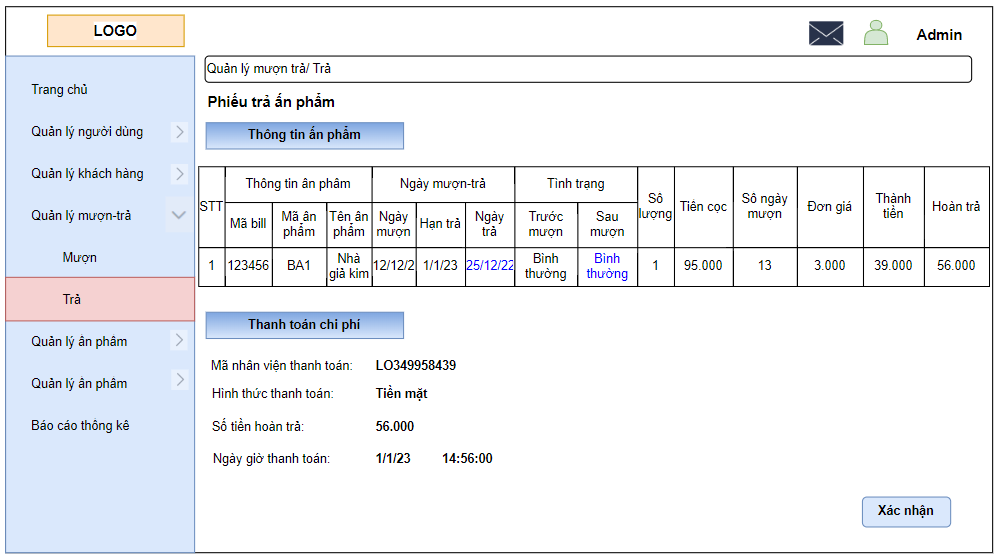 LOGO
Admin
Trang chủ
Quản lý người dùng
Quản lý khách hàng
Quản lý mượn-trả
Mượn
Trả
Quản lý ấn phẩm
Quản lý ấn phẩm
Báo cáo thống kê
Quản lý mượn trả/ Trả
Phiếu trả ấn phẩm
Thông tin ấn phẩm
STT
Thông tin ấn phẩm
Ngày mượn-trả
Tình trạng
Số
lượng
Tiền cọc
Số ngày
mượn
Đơn giá
Thành
tiền
Hoàn trả
Mã bill
Mã ấn
phẩm
Tên ấn
phẩm
Ngày
mượn
Hạn trả
Ngày
trả
Trước
mượn
Sau
mượn
1
123456
BA1
Nhà
giả kim
12/12/2
1/1/23
25/12/22
Bình
thường
Bình
thường
1
95.000
13
3.000
39.000
56.000
Thanh toán chi phí
Mã nhân viện thanh toán: LO349958439
Hình thức thanh toán: Tiền mặt
Số tiền hoàn trả: 56.000
Ngày giờ thanh toán: 1/1/23 14:56:00
Xác nhận